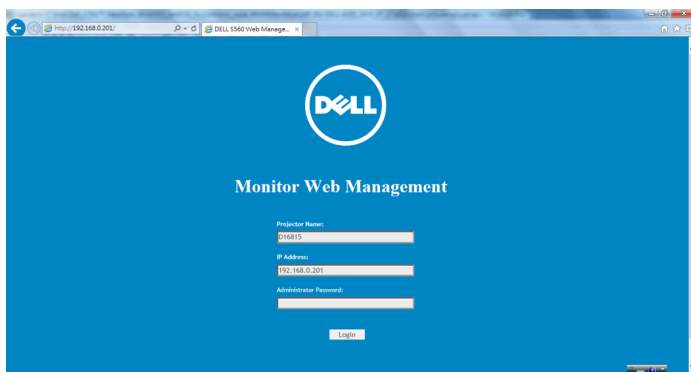 http://192.168.0.201/
DELL S560 Web Manage...
DELL
Monitor Web Management
Projector Name:
D16815
IP Address:
192.168.0.201
Administrator Password:
Login